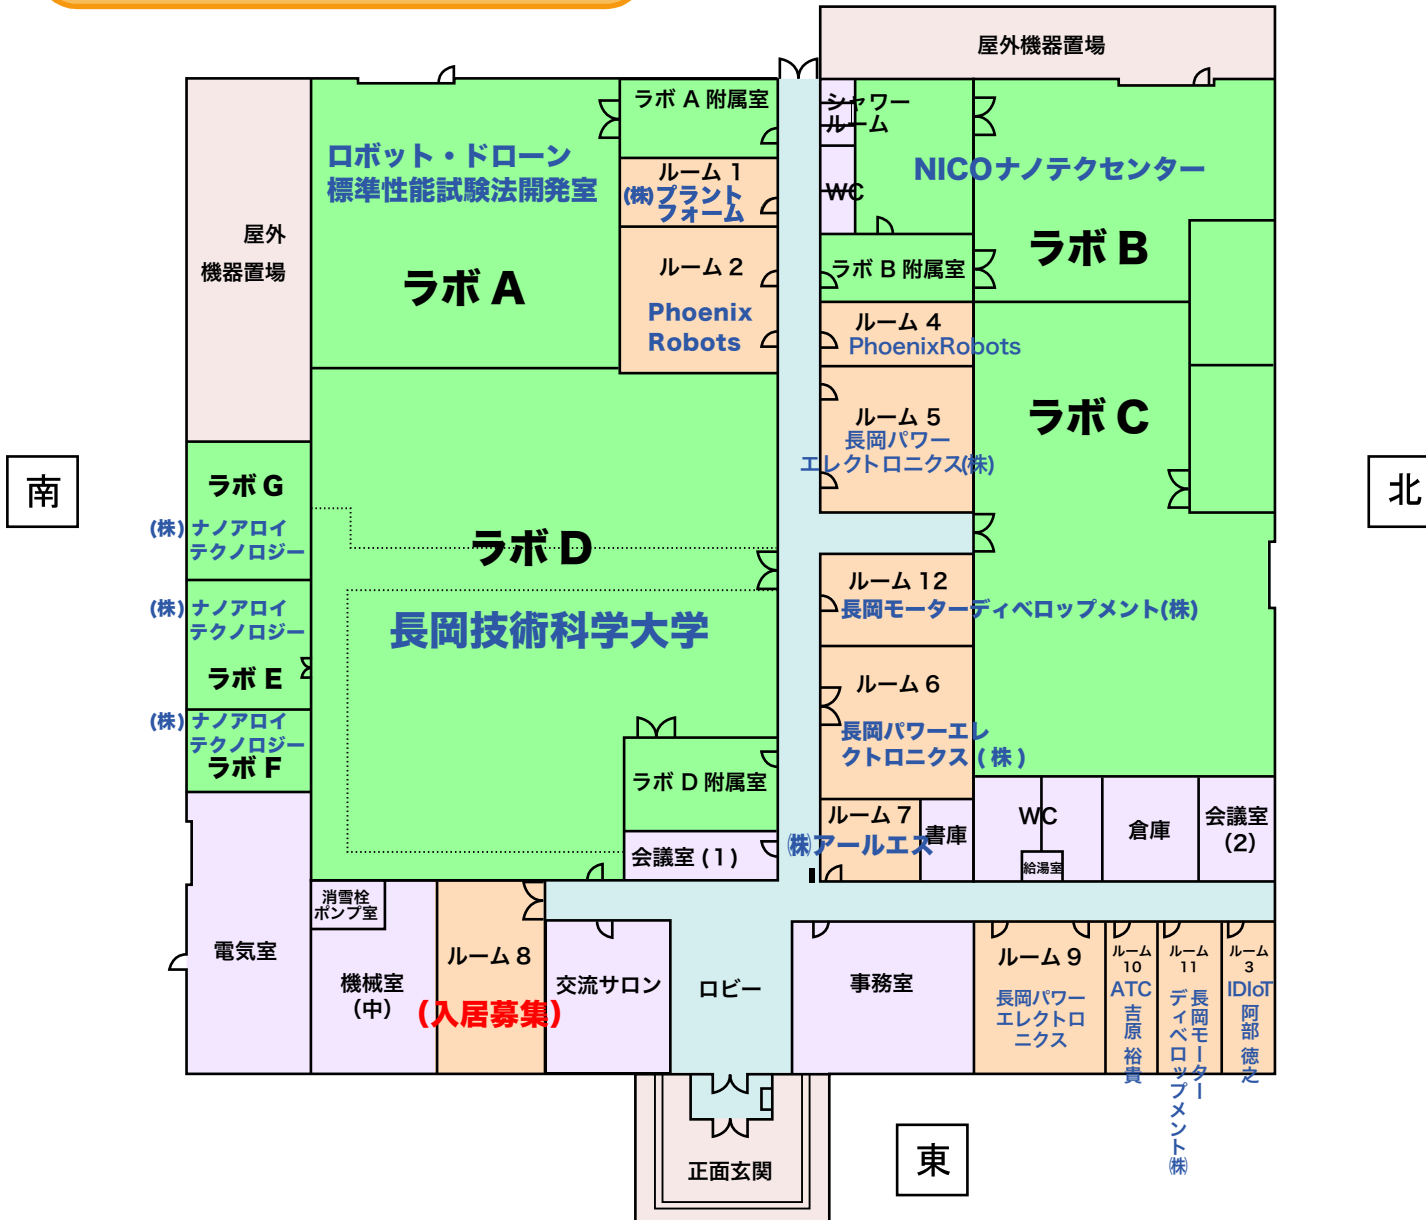 屋外機器置場
屋外
機器置場
ロボット・ドローン
標準性能試験法開発室
ラボ A
ラボ A 附属室
ルーム 1
(株)プラント
フォーム
ルーム 2
Phoenix
Robots
シャワー
ルーム
WC
NICOナノテクセンター
ラボ B
ラボ B 附属室
ルーム 4
PhoenixRobots
ルーム 5
長岡パワー
エレクトロニクス(株)
ラボ C
南
北
ラボ G
(株) ナノアロイ
テクノロジー
(株) ナノアロイ
テクノロジー
ラボ E
(株) ナノアロイ
テクノロジー
ラボ F
ラボ D
長岡技術科学大学
ルーム 12
長岡モーターディベロップメント(株)
ルーム 6
長岡パワーエレ
クトロニクス ( 株 )
ラボ D 附属室
会議室 ( 1 )
ルーム 7
㈱アールエス
書庫
WC
給湯室
倉庫
会議室
(2)
電気室
消雪栓
ポンプ室
機械室
(中)
ルーム 8
(入居募集)
交流サロン
ロビー
事務室
ルーム 9
長岡パワー
エレクトロ
ニクス
ルーム
10
ATC
吉原 裕貴
ルーム
11
長岡モーター
ディベロップメント㈱
ルーム
3
IDIoT
阿部 徳之
正面玄関
東